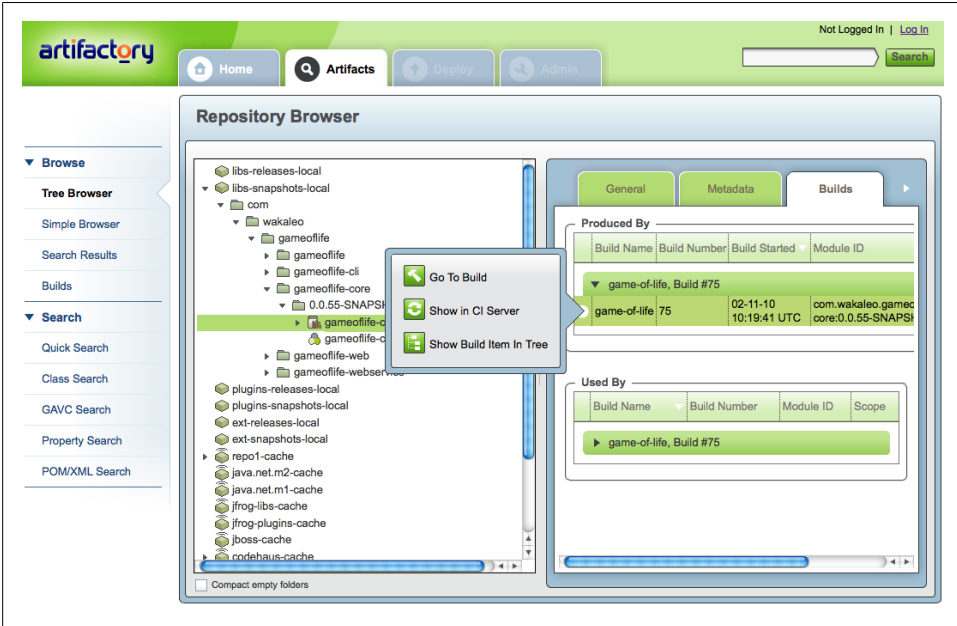 Not Logged In | Log In
artifactory
Home
Artifacts
Deploy
Admin
Search
Repository Browser
Browse
Tree Browser
Simple Browser
Search Results
Builds
Search
Quick Search
Class Search
GAVC Search
Property Search
POM/XML Search
libs-releases-local
libs-snapshots-local
com
wakaleo
gameoflife
gameoflife
gameoflife-cli
gameoflife-core
0.0.55-SNAPSH
gameoflife-c
gameoflife-c
gameoflife-web
gameoflife-webservice
plugins-releases-local
plugins-snapshots-local
ext-releases-local
ext-snapshots-local
repo1-cache
java.net.m2-cache
java.net.m1-cache
jfrog-libs-cache
jfrog-plugins-cache
jboss-cache
codehaus-cache
Compact empty folders
Go To Build
Show in CI Server
Show Build Item In Tree
General
Metadata
Builds
Produced By
Build Name Build Number Build Started Module ID
game-of-life, Build #75
game-of-life 75 02-11-10 10:19:41 UTC com.wakaleo.gameo core:0.0.55-SNAPSH
Used By
Build Name Build Number Module ID Scope
game-of-life, Build #75